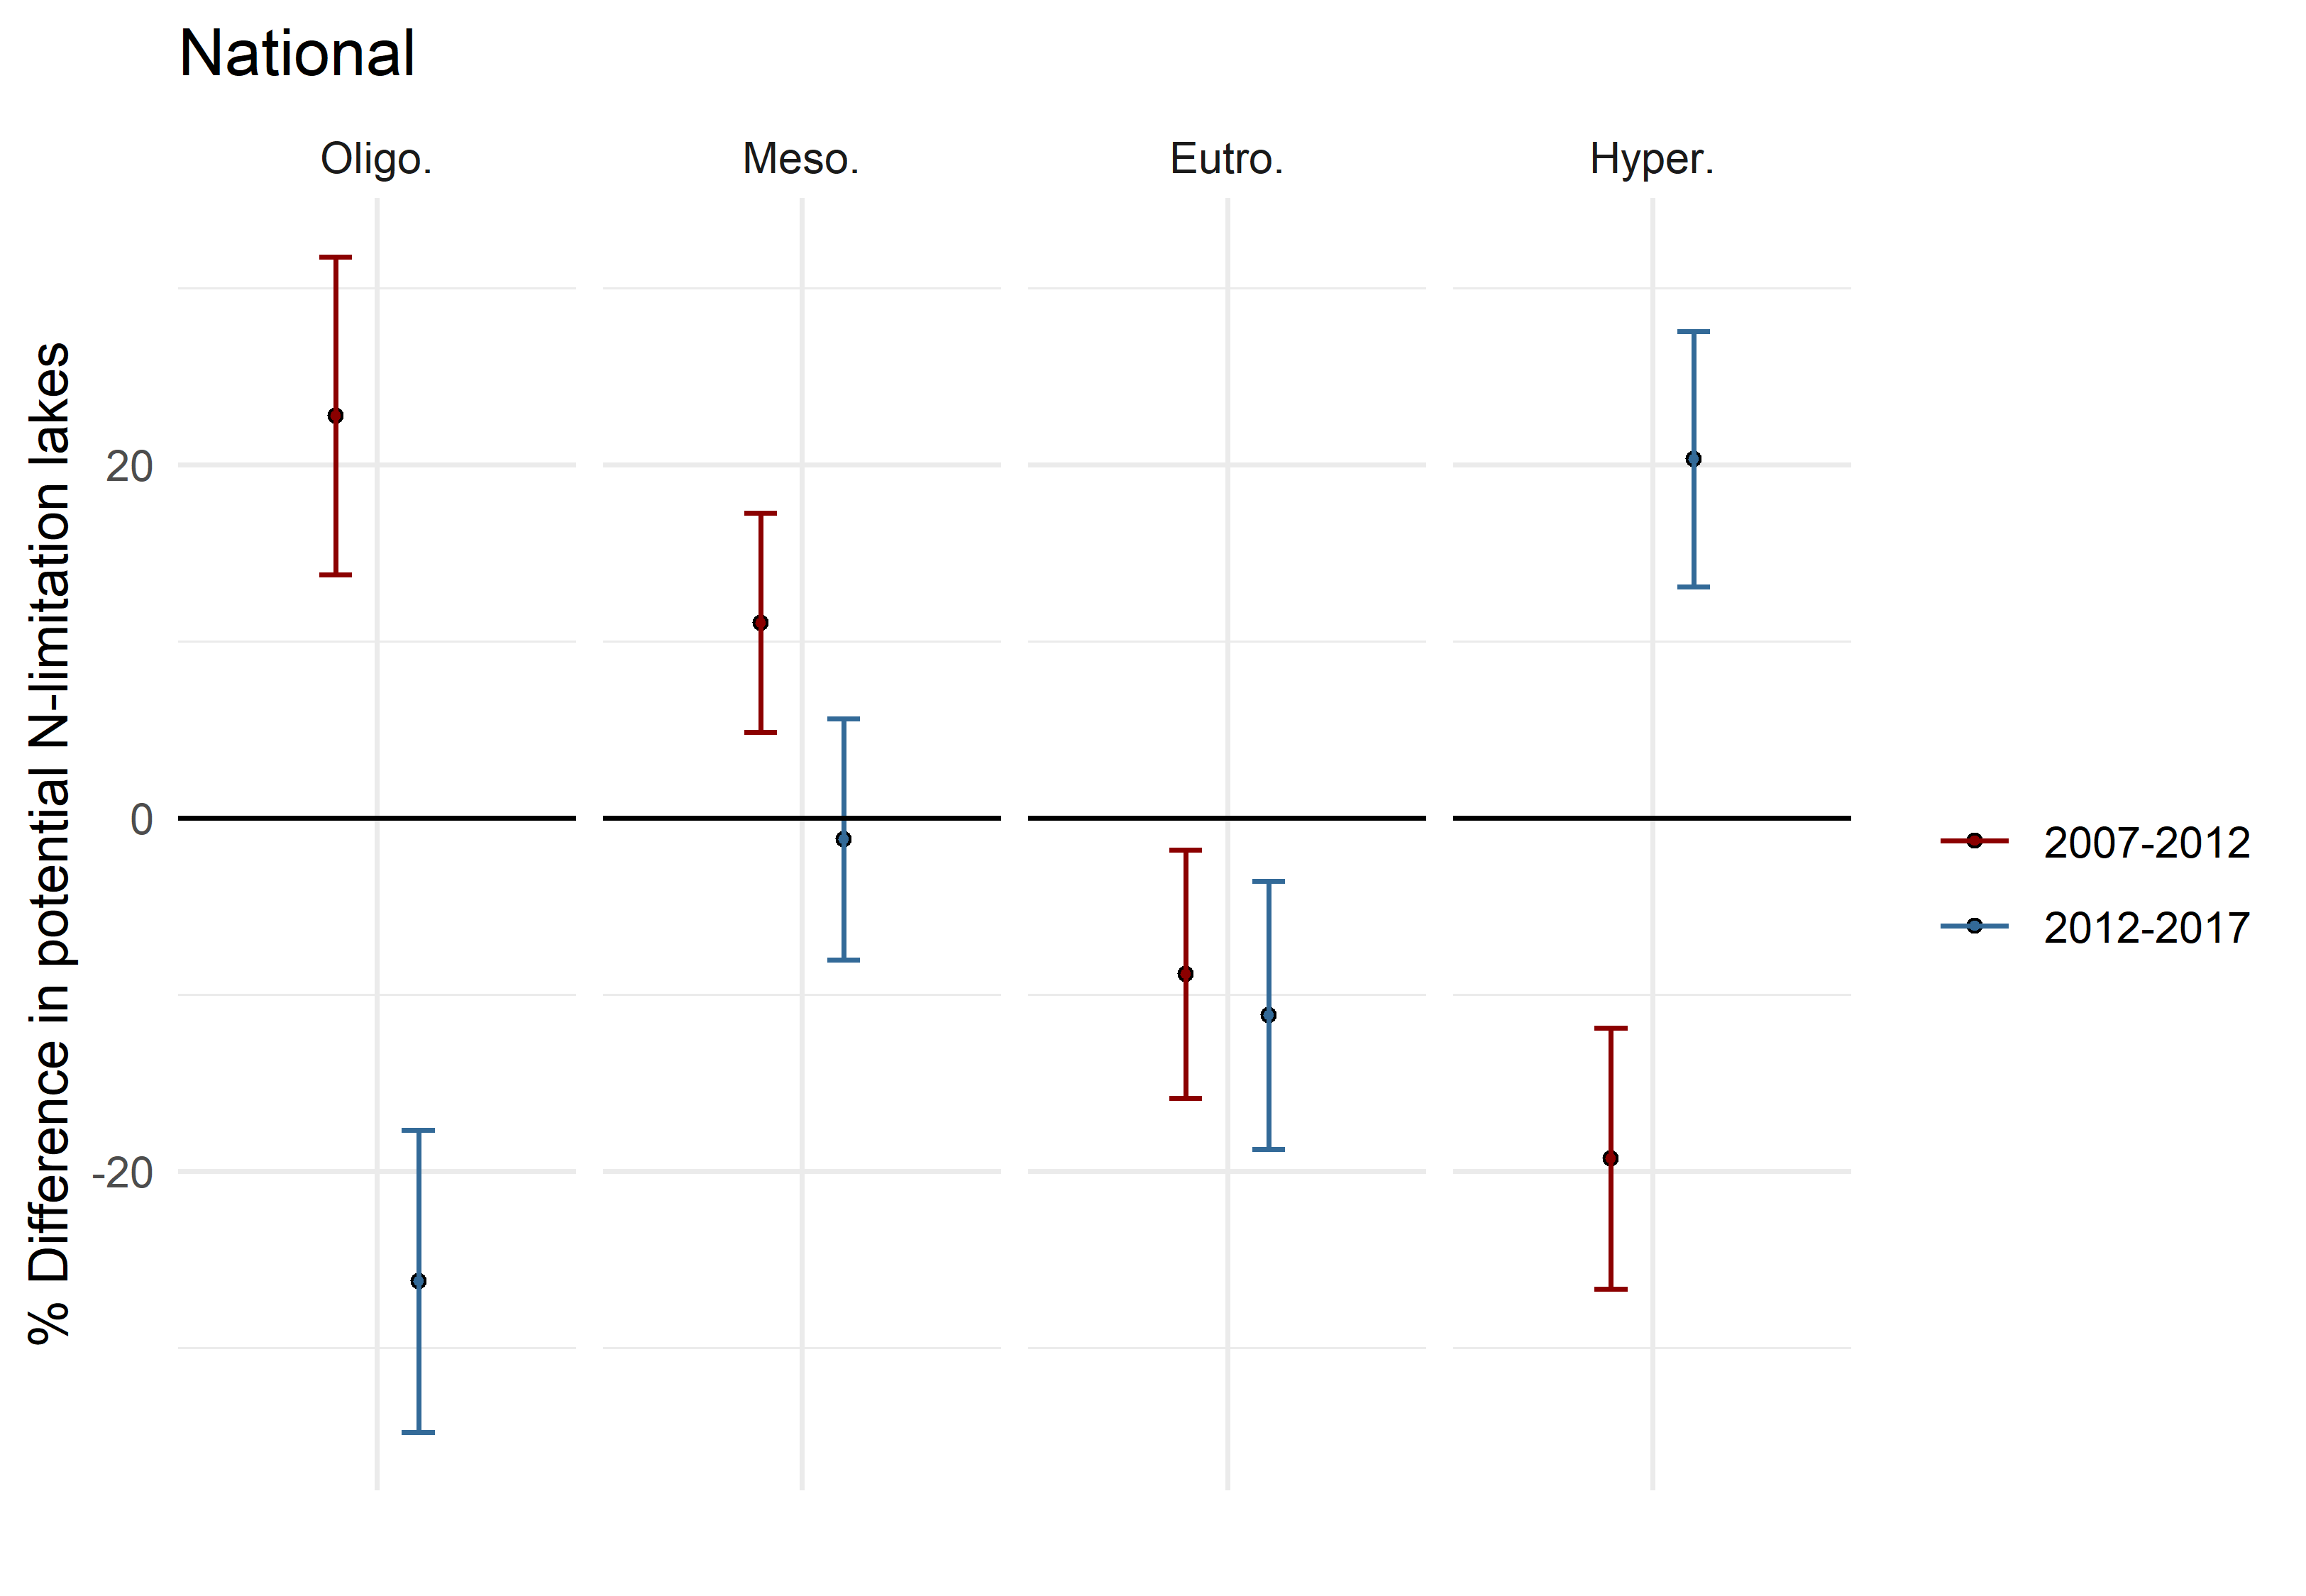 National
Oligo.
Meso.
Eutro.
Hyper.
% Difference in potential N-limitation lakes
20
0
-20
2007-2012
2012-2017